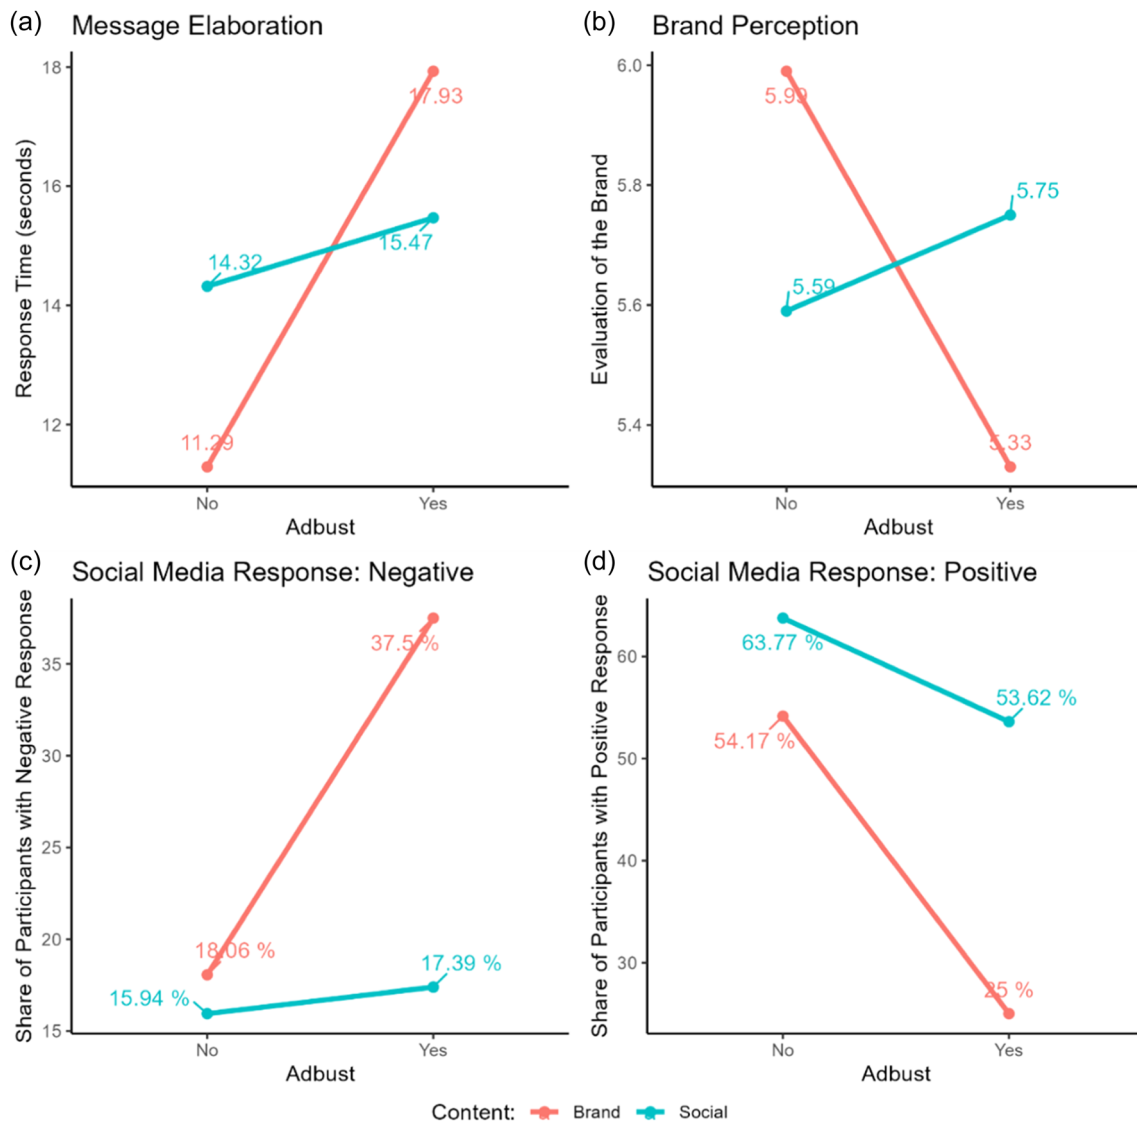 (a) Message Elaboration
Response Time (seconds)
18
16
14
12
17.93
15.47
14.32
11.29
No Yes
Adbust
(b) Brand Perception
Evaluation of the Brand
6.0
5.8
5.6
5.4
5.99
5.75
5.59
5.33
No Yes
Adbust
(c) Social Media Response: Negative
Share of Participants with Negative Response
35
30
25
20
15
37.5 %
18.06 %
17.39 %
15.94 %
No Yes
Adbust
(d) Social Media Response: Positive
Share of Participants with Positive Response
60
50
40
30
63.77 %
53.62 %
54.17 %
25 %
No Yes
Adbust
Content: Brand Social